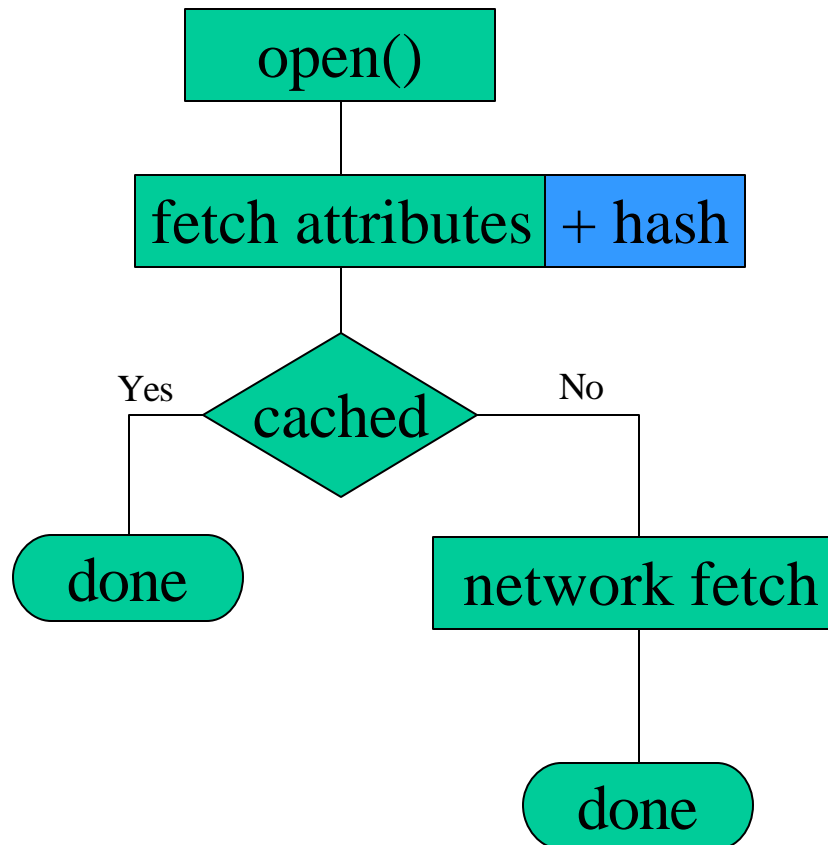 open()
fetch attributes + hash
Yes
No
cached
done
network fetch
done